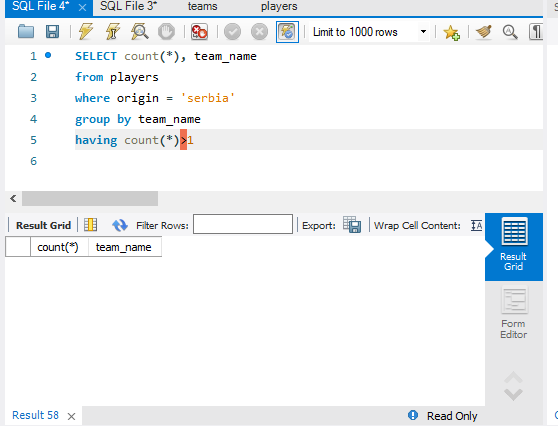 SQL File 4* × SQL File 3* teams players
Limit to 1000 rows
1 SELECT count(*), team_name
2 from players
3 where origin = 'serbia'
4 group by team_name
5 having count(*)>1
6
Result Grid Filter Rows: Export: Wrap Cell Content:
count(*) team_name
Result
Grid
Form
Editor
Result 58 × Read Only